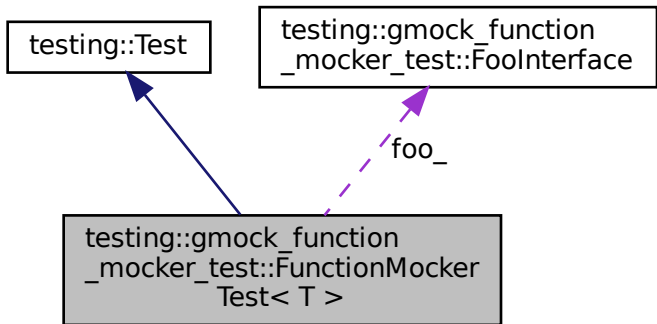 testing::Test
testing::gmock_function
_mocker_test::FooInterface
foo_
testing::gmock_function
_mocker_test::FunctionMocker
Test< T >